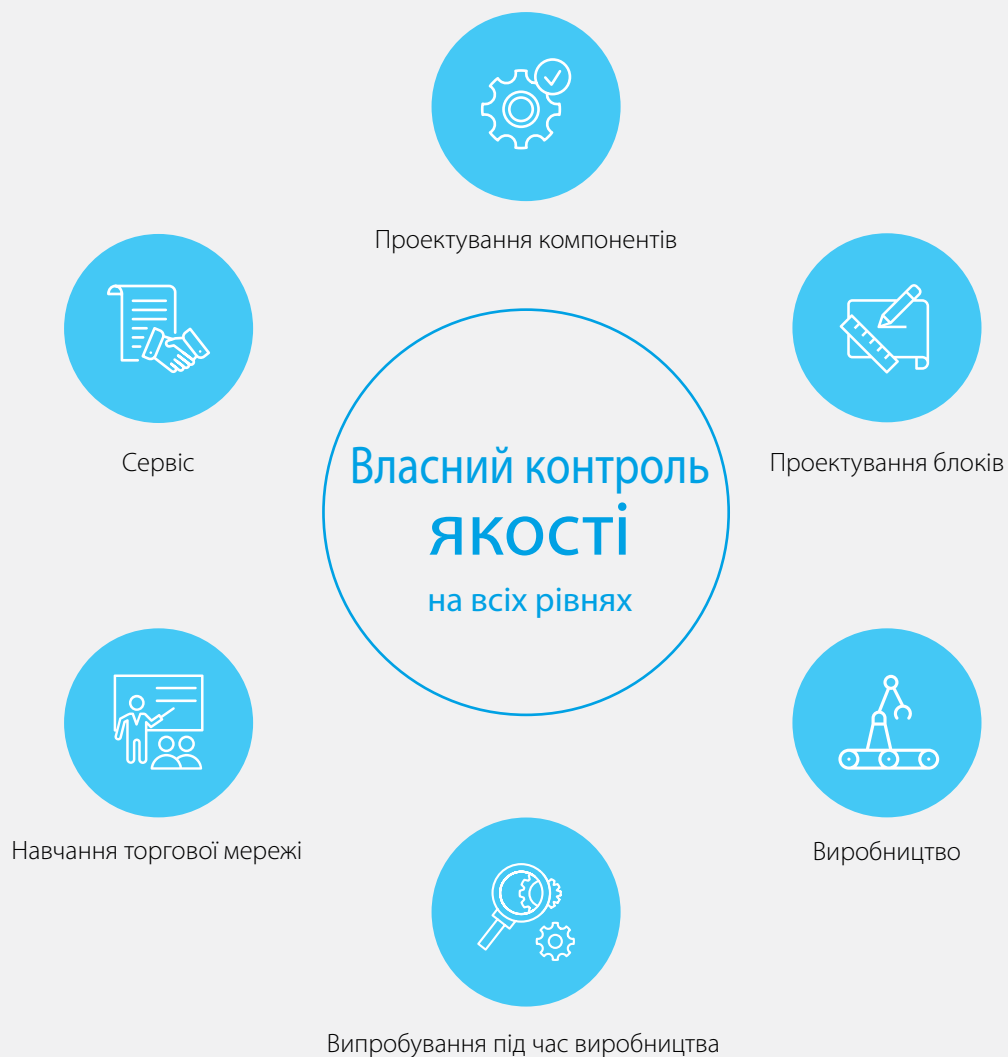 Проектування компонентів
Сервіс
Проектування блоків
Власний контроль
якості
на всіх рівнях
Навчання торгової мережі
Виробництво
Випробування під час виробництва